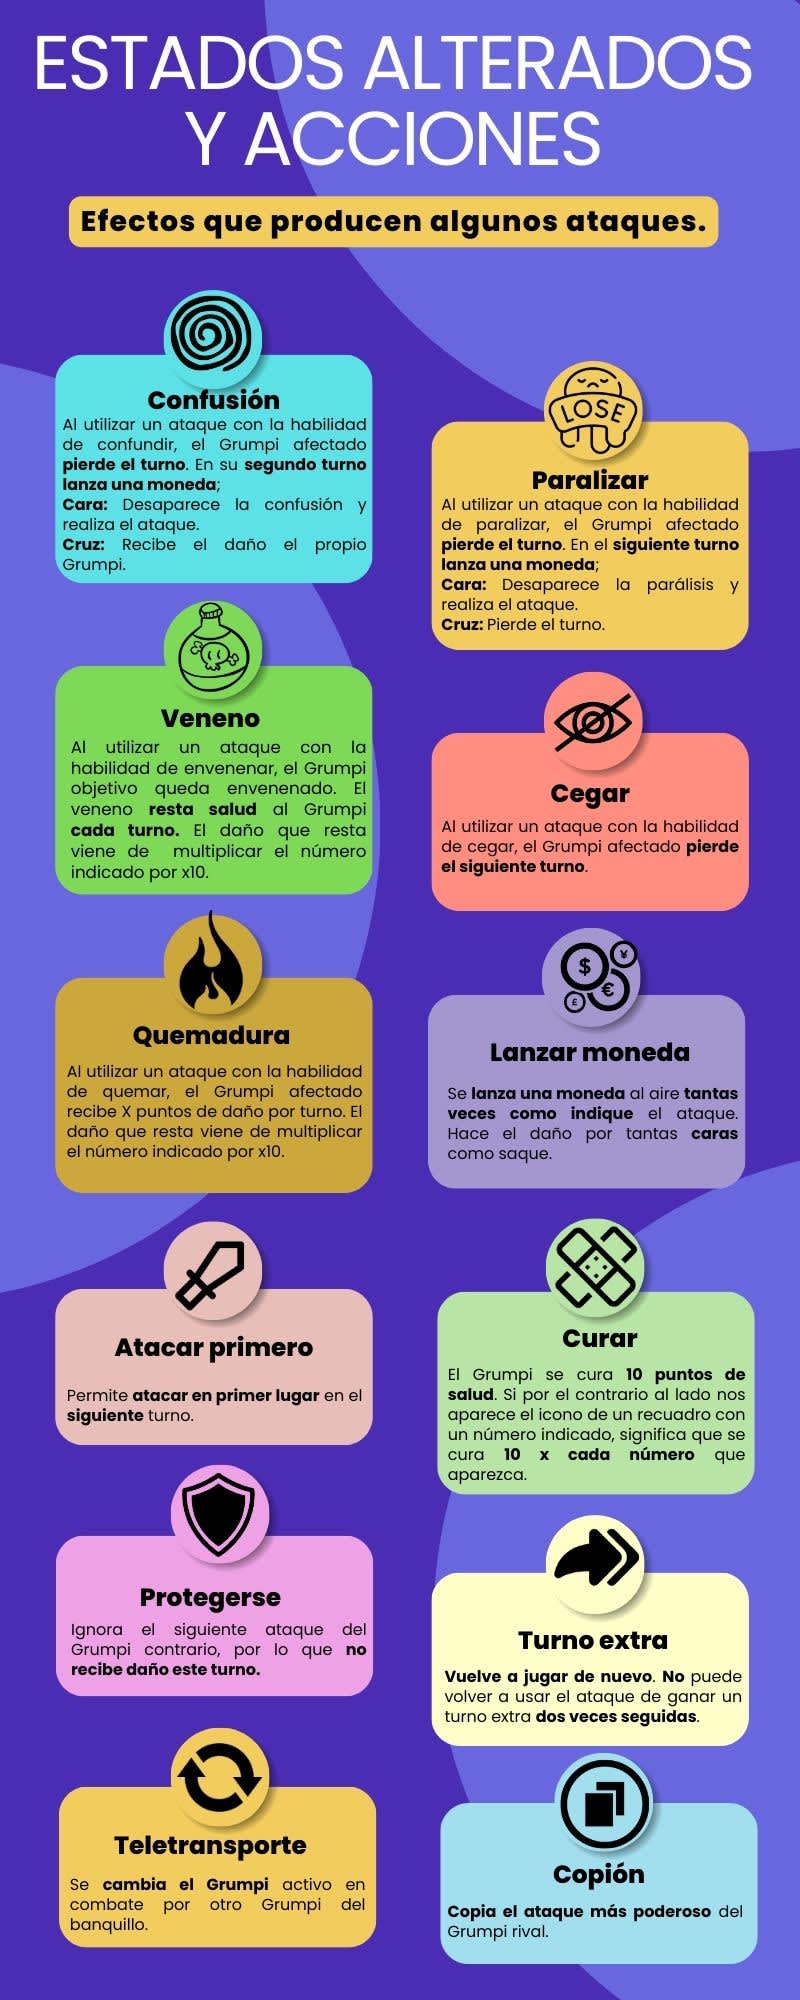 ESTADOS ALTERADOS
Y ACCIONES
Efectos que producen algunos ataques.
Confusión
Al utilizar un ataque con la habilidad
de confundir, el Grumpi afectado
pierde el turno. En su segundo turno
lanza una moneda;
Cara: Desaparece la confusión y
realiza el ataque.
Cruz: Recibe el daño el propio
Grumpi.
LOSE
Paralizar
Al utilizar un ataque con la habilidad
de paralizar, el Grumpi afectado
pierde el turno. En el siguiente turno
lanza una moneda;
Cara: Desaparece la parálisis y
realiza el ataque.
Cruz: Pierde el turno.
Veneno
Al utilizar un ataque con la
habilidad de envenenar, el Grumpi
objetivo queda envenenado. El
veneno resta salud al Grumpi
cada turno. El daño que resta
viene de multiplicar el número
indicado por x10.
Cegar
Al utilizar un ataque con la habilidad
de cegar, el Grumpi afectado pierde
el siguiente turno.
Quemadura
Al utilizar un ataque con la habilidad
de quemar, el Grumpi afectado
recibe X puntos de daño por turno. El
daño que resta viene de multiplicar
el número indicado por x10.
$ ¥
£ €
Lanzar moneda
Se lanza una moneda al aire tantas
veces como indique el ataque.
Hace el daño por tantas caras
como saque.
Atacar primero
Permite atacar en primer lugar en el
siguiente turno.
Curar
El Grumpi se cura 10 puntos de
salud. Si por el contrario al lado nos
aparece el icono de un recuadro con
un número indicado, significa que se
cura 10 x cada número que
aparezca.
Protegerse
Ignora el siguiente ataque del
Grumpi contrario, por lo que no
recibe daño este turno.
Turno extra
Vuelve a jugar de nuevo. No puede
volver a usar el ataque de ganar un
turno extra dos veces seguidas.
Teletransporte
Se cambia el Grumpi activo en
combate por otro Grumpi del
banquillo.
Copión
Copia el ataque más poderoso del
Grumpi rival.